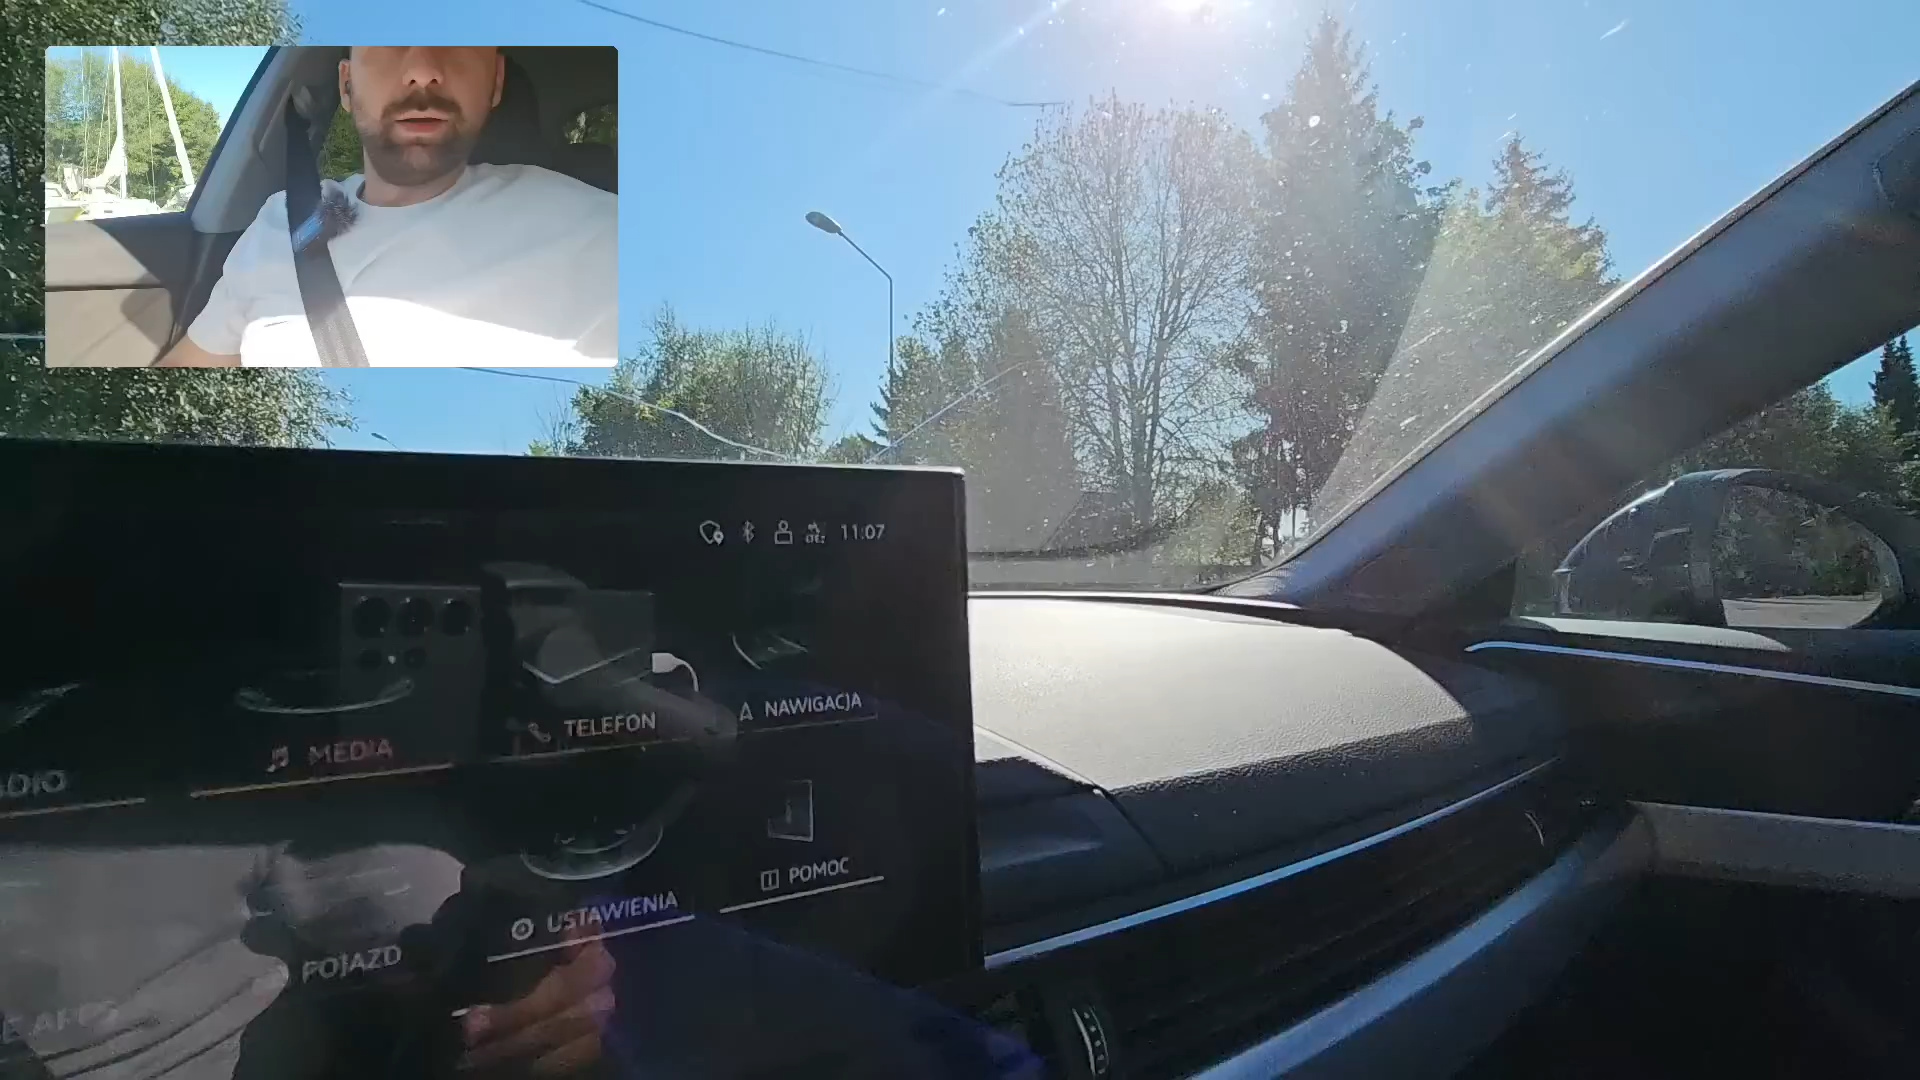 11:07
MEDIA
TELEFON
NAWIGACJA
POJAZD
USTAWIENIA
POMOC